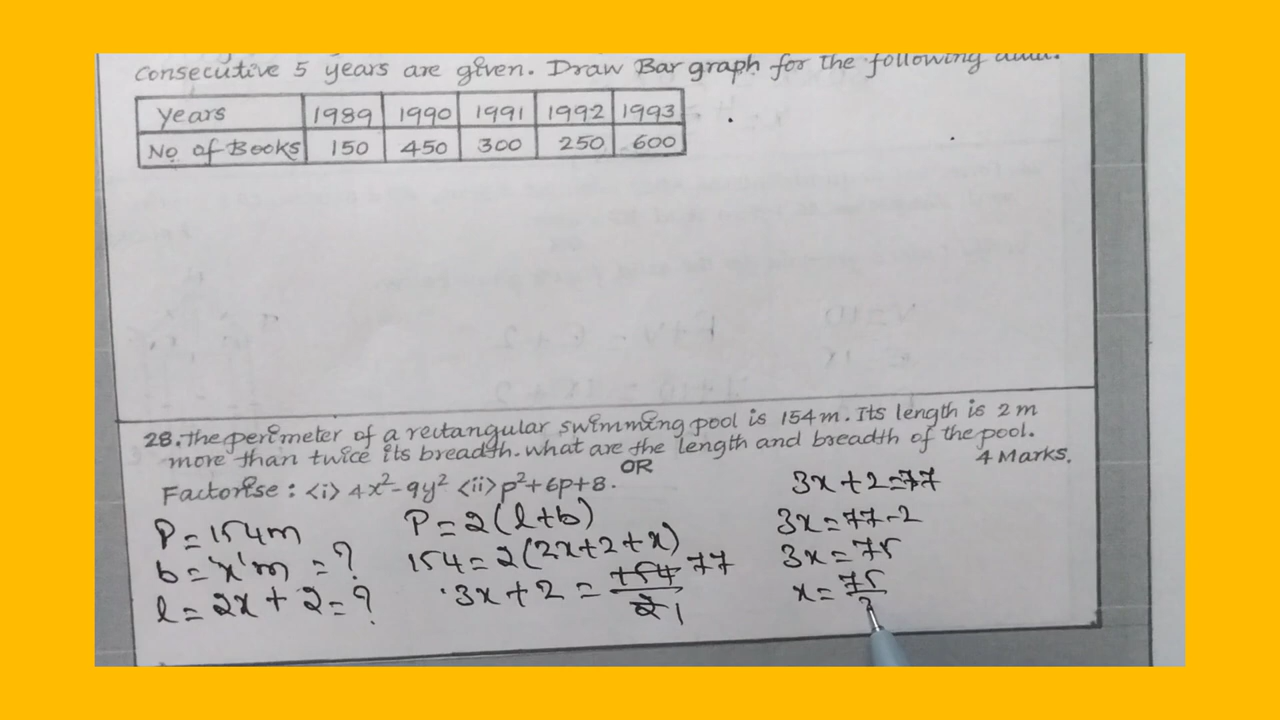 Consecutive 5 years are given. Draw Bar graph for the following data.
Years 1989 1990 1991 1992 1993
No of Books 150 450 300 250 600
28. The perimeter of a rectangular swimming pool is 154 m. Its length is 2 m
more than twice its breadth. what are the length and breadth of the pool.
OR
4 Marks.
Factorise : <i> 4x²-9y² <ii> p²+6p+8.
P = 154 m
b = 'x' m = ?
l = 2x + 2 = ?
P = 2(l+b)
154 = 2(2x+2+x)
3x + 2 = 154/2 77 1
3x + 2 = 77
3x = 77-2
3x = 75
x = 75/3